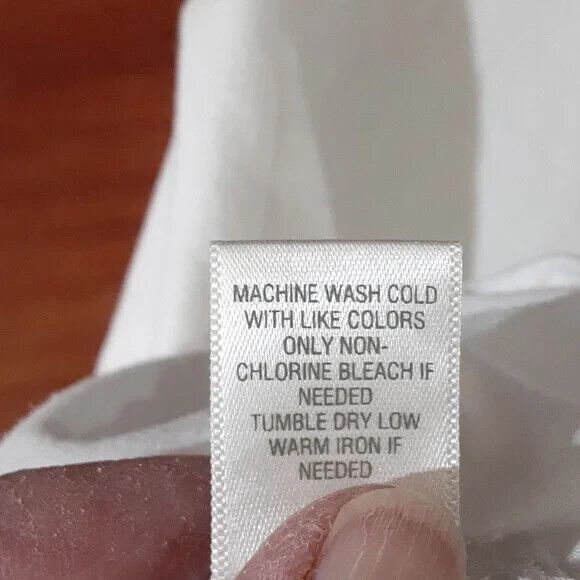 MACHINE WASH COLD
WITH LIKE COLORS
ONLY NON-
CHLORINE BLEACH IF
NEEDED
TUMBLE DRY LOW
WARM IRON IF
NEEDED